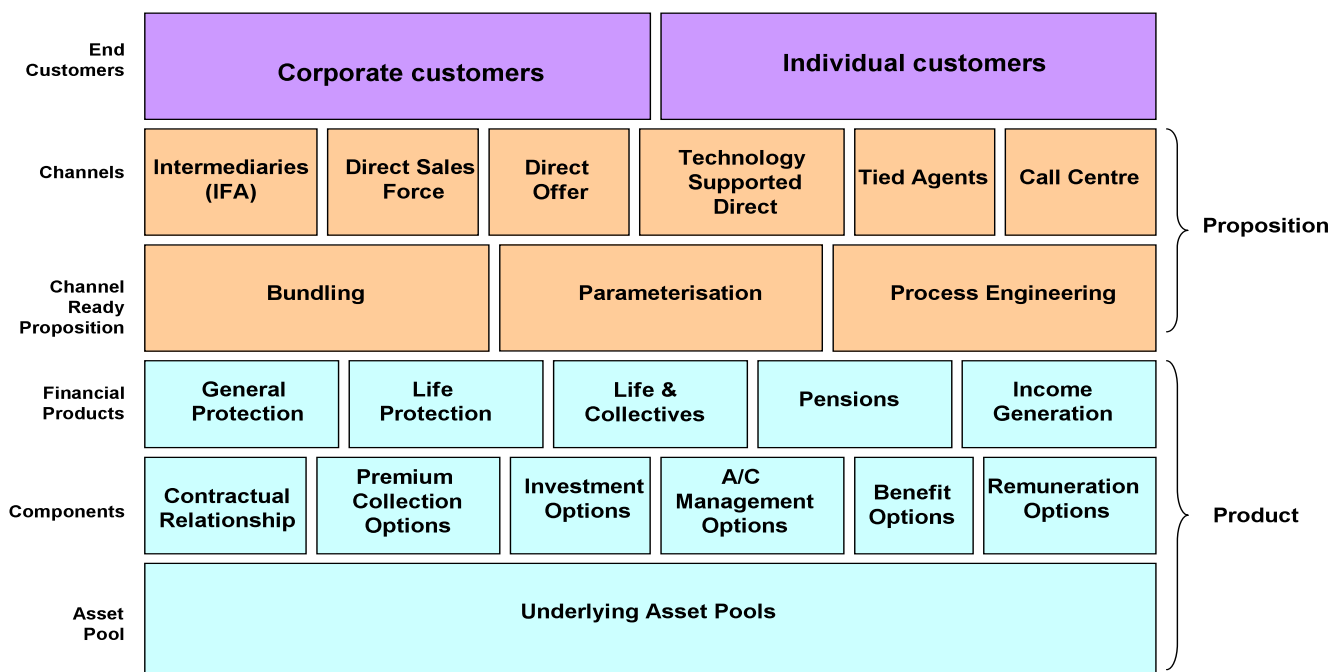 End
Customers
Corporate customers
Individual customers
Channels
Intermediaries
(IFA)
Direct Sales
Force
Direct
Offer
Technology
Supported
Direct
Tied Agents
Call Centre
Proposition
Channel
Ready
Proposition
Bundling
Parameterisation
Process Engineering
Financial
Products
General
Protection
Life
Protection
Life &
Collectives
Pensions
Income
Generation
Components
Contractual
Relationship
Premium
Collection
Options
Investment
Options
A/C
Management
Options
Benefit
Options
Remuneration
Options
Product
Asset
Pool
Underlying Asset Pools